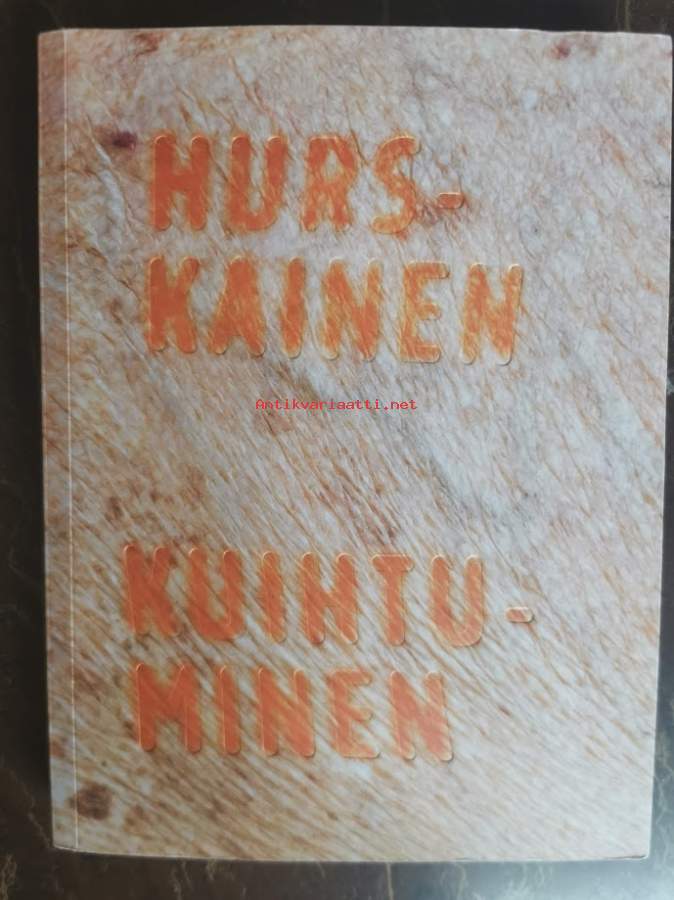 HURS-
KAINEN
Antikvariaatti.net
KUIHTU-
MINEN